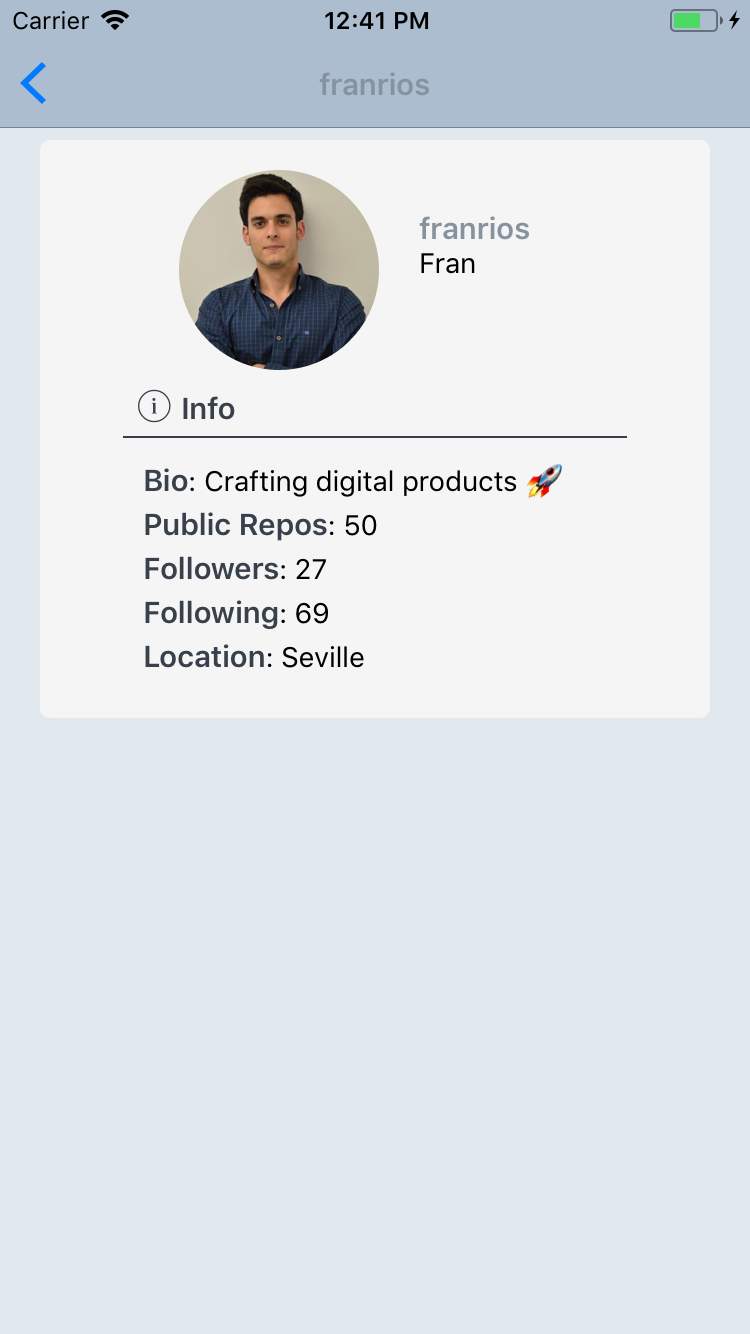 Carrier 12:41 PM
franrios
franrios
Fran
i Info
Bio: Crafting digital products 🚀
Public Repos: 50
Followers: 27
Following: 69
Location: Seville